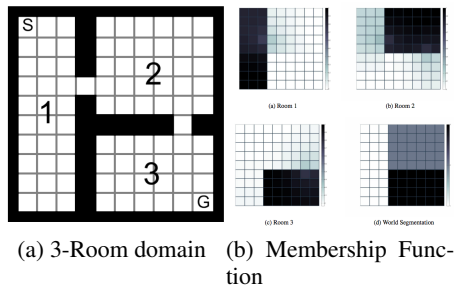 S
1
2
3
G
(a) Room 1
(b) Room 2
(c) Room 3
(d) World Segmentation
(a) 3-Room domain (b) Membership Func-
tion